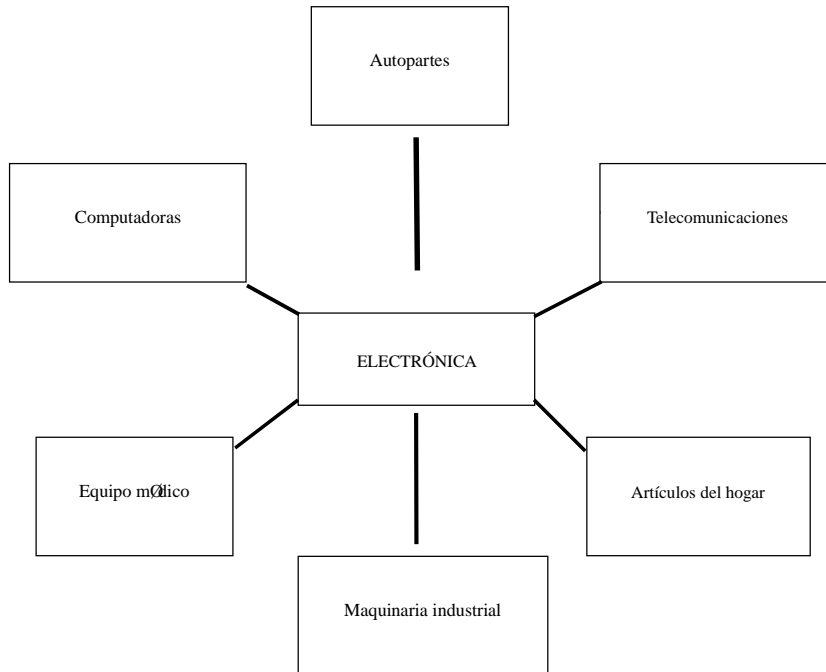 Autopartes
Computadoras
Telecomunicaciones
ELECTRÓNICA
Equipo mØdico
Artículos del hogar
Maquinaria industrial